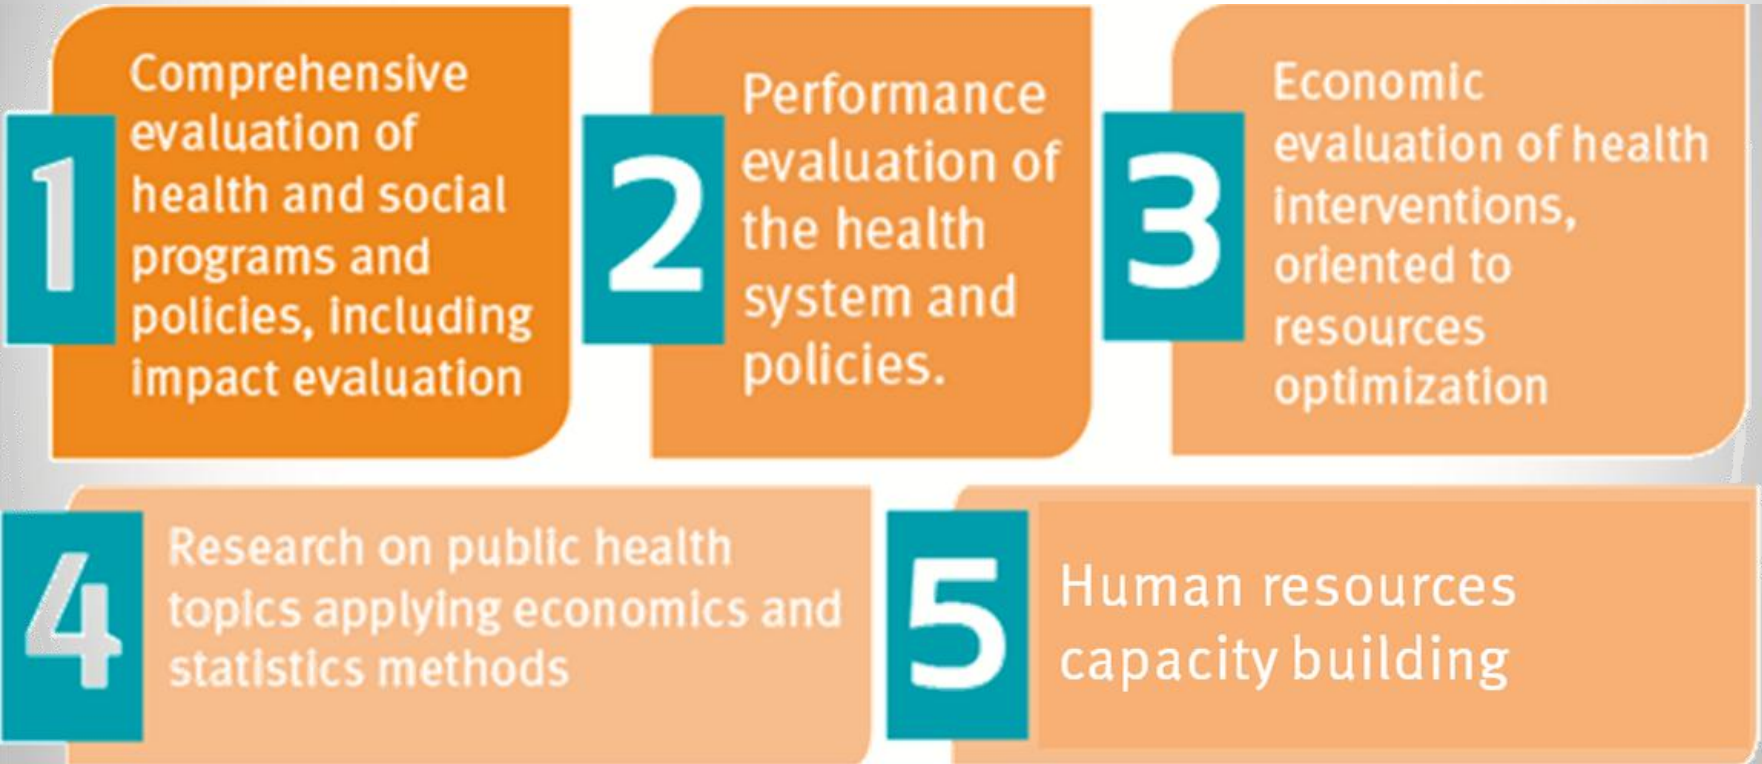 1
Comprehensive
evaluation of
health and social
programs and
policies, including
impact evaluation
2
Performance
evaluation of
the health
system and
policies.
3
Economic
evaluation of health
interventions,
oriented to
resources
optimization
4
Research on public health
topics applying economics and
statistics methods
5
Human resources
capacity building